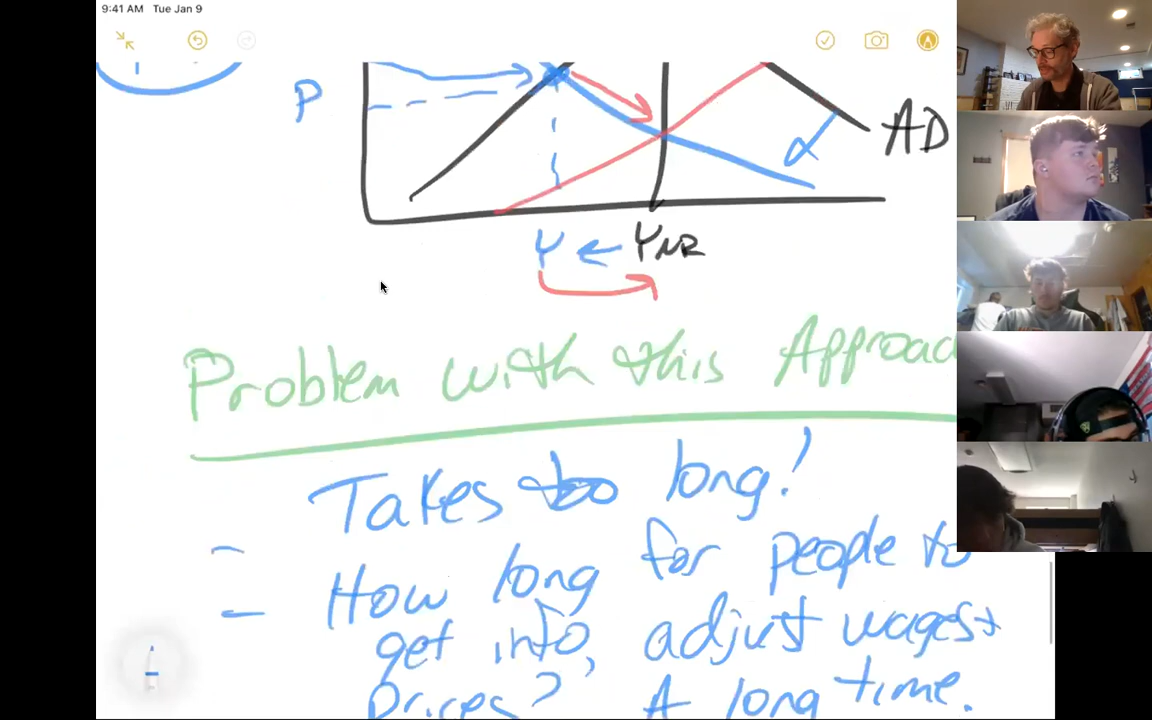 9:41 AM Tue Jan 9
P
AD
α
Y ← YNR
Problem with this Approac
Takes too long!
= How long for people to
get info, adjust wages +
prices? A long time.